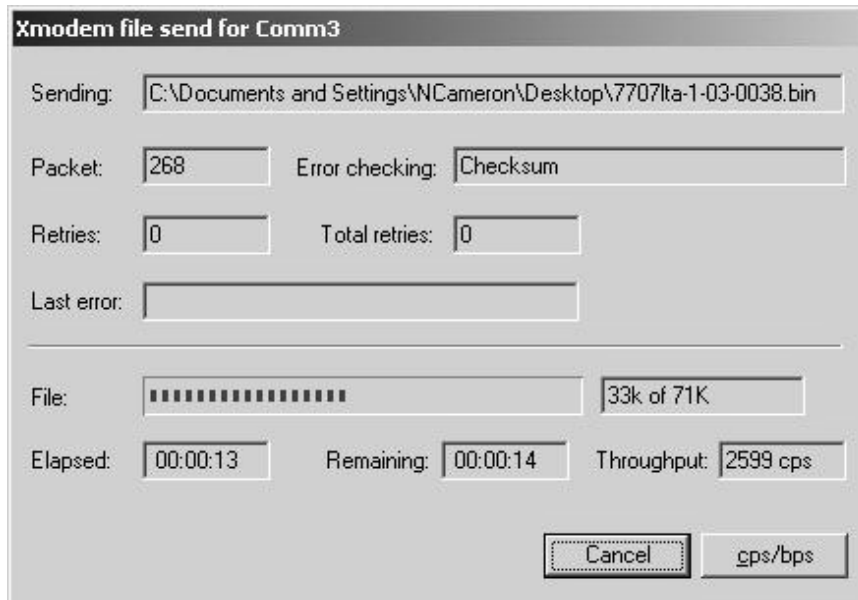 Xmodem file send for Comm3
Sending: C:\Documents and Settings\NCameron\Desktop\7707lta-1-03-0038.bin
Packet: 268 Error checking: Checksum
Retries: 0 Total retries: 0
Last error:
File: 33k of 71K
Elapsed: 00:00:13 Remaining: 00:00:14 Throughput: 2599 cps
Cancel cps/bps